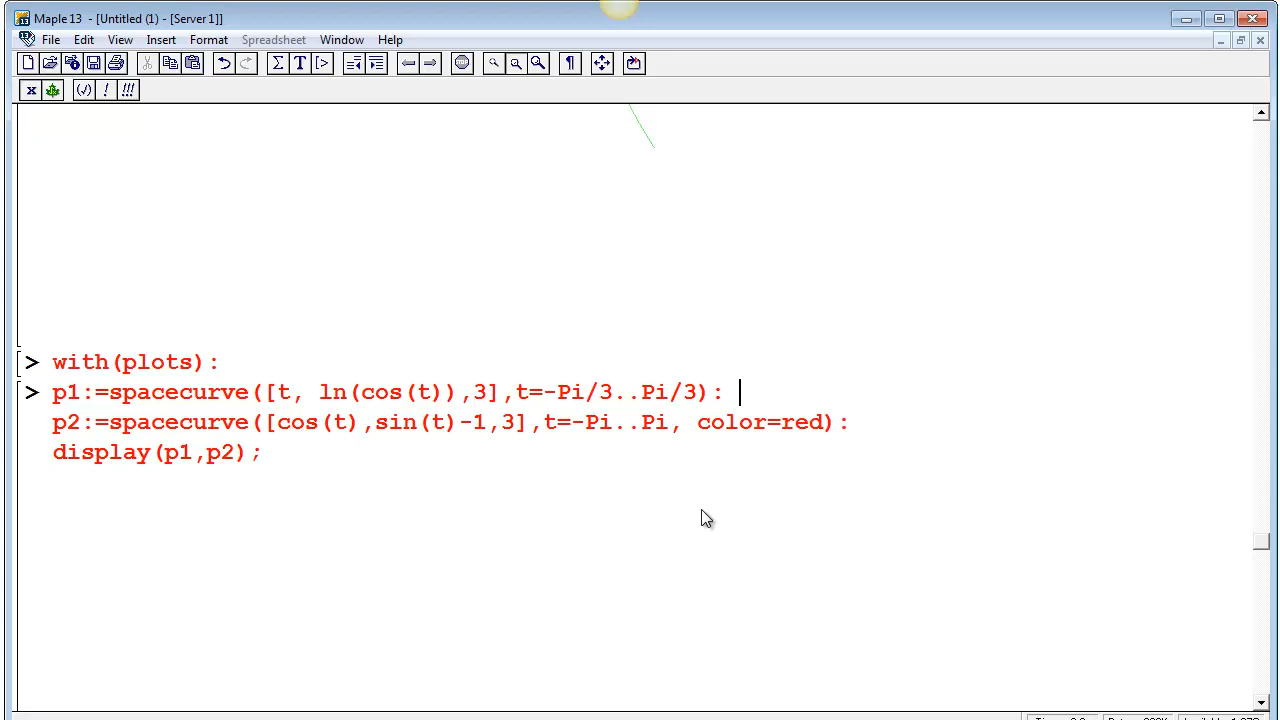 Maple 13 - [Untitled (1) - [Server 1]]
File Edit View Insert Format Spreadsheet Window Help
> with(plots):
> p1:=spacecurve([t, ln(cos(t)),3],t=-Pi/3..Pi/3):
p2:=spacecurve([cos(t),sin(t)-1,3],t=-Pi..Pi, color=red):
display(p1,p2);